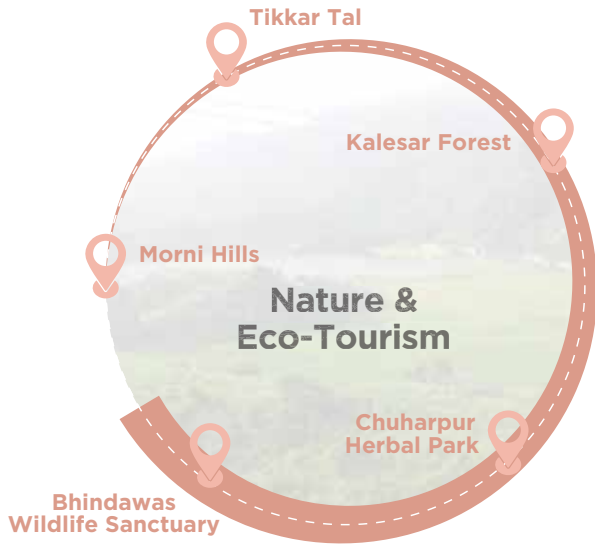 Tikkar Tal
Kalesar Forest
Morni Hills
Nature &
Eco-Tourism
Chuharpur
Herbal Park
Bhindawas
Wildlife Sanctuary